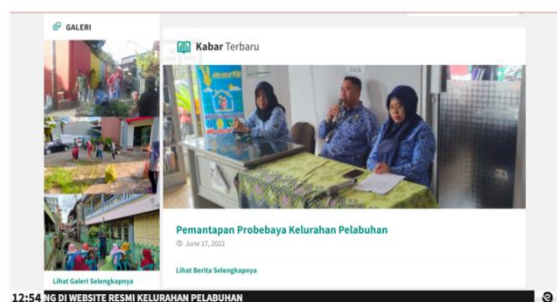 GALERI
Kabar Terbaru
Pemantapan Probebaya Kelurahan Pelabuhan
June 17, 2022
Lihat Berita Selengkapnya
Lihat Galeri Selengkapnya
12:54 NG DI WEBSITE RESMI KELURAHAN PELABUHAN